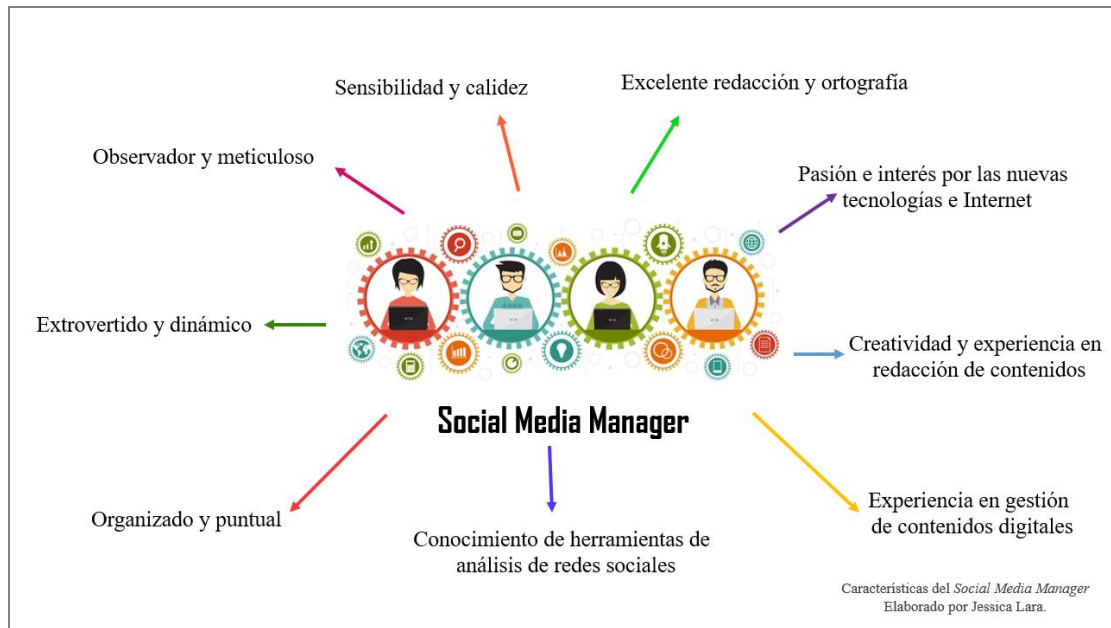 Sensibilidad y calidez
Excelente redacción y ortografía
Observador y meticuloso
Pasión e interés por las nuevas
tecnologías e Internet
Extrovertido y dinámico
Creatividad y experiencia en
redacción de contenidos
Social Media Manager
Organizado y puntual
Experiencia en gestión
de contenidos digitales
Conocimiento de herramientas de
análisis de redes sociales
Características del Social Media Manager
Elaborado por Jessica Lara.